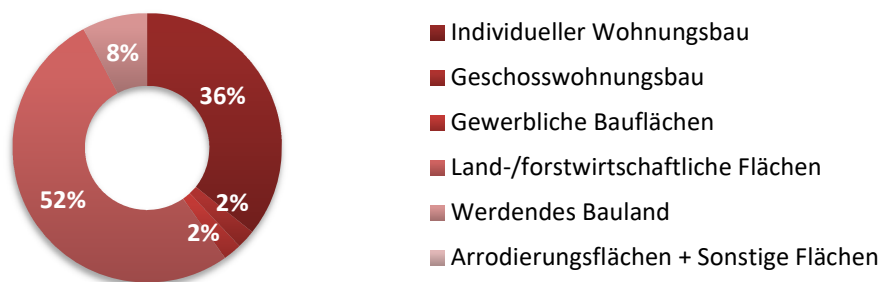 8%
36%
52%
2%
2%
Individueller Wohnungsbau
Geschosswohnungsbau
Gewerbliche Bauflächen
Land-/forstwirtschaftliche Flächen
Werdendes Bauland
Arrodierungsflächen + Sonstige Flächen